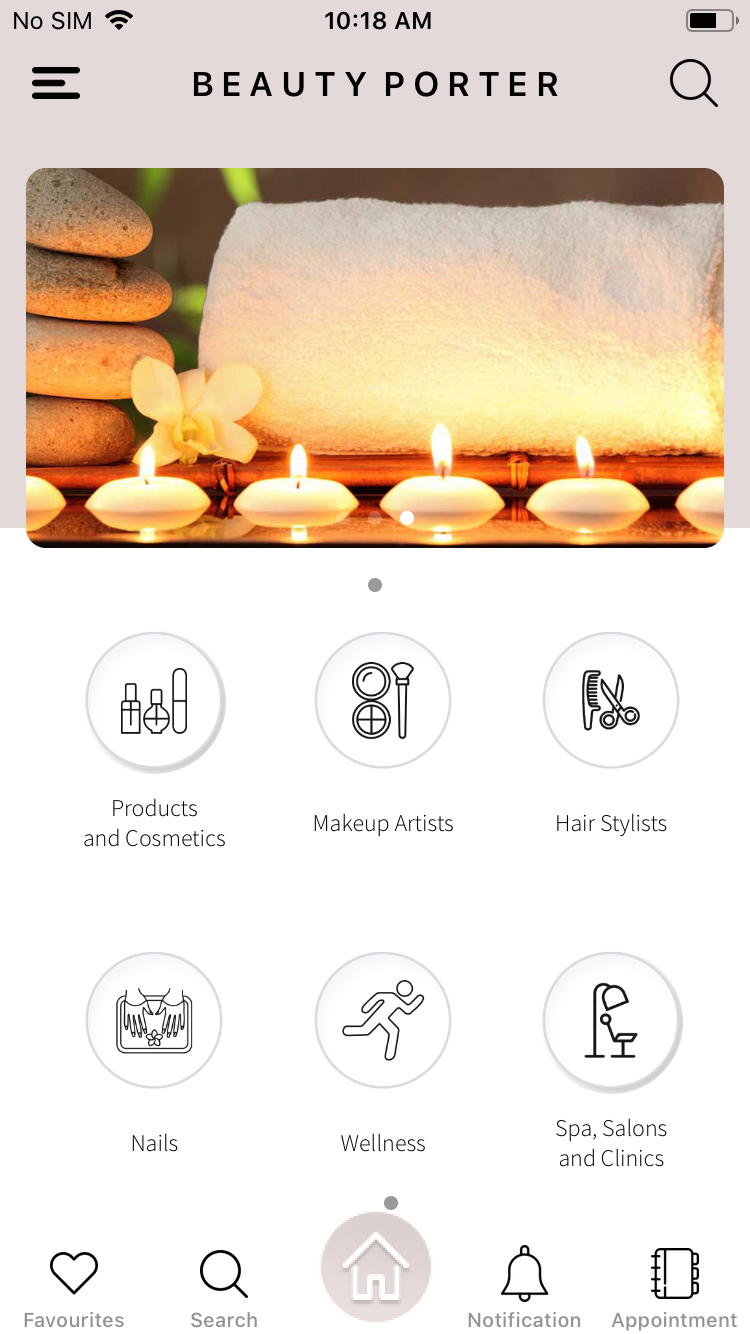 No SIM 10:18 AM
BEAUTY PORTER
Products
and Cosmetics
Makeup Artists
Hair Stylists
Nails
Wellness
Spa, Salons
and Clinics
Favourites
Search
Notification
Appointment